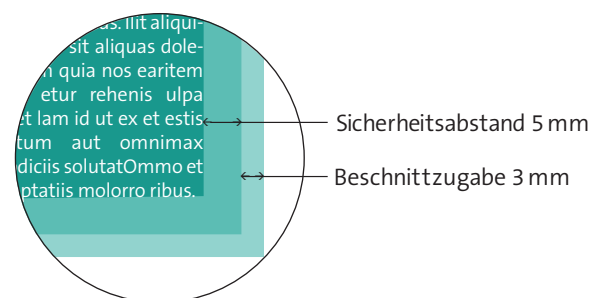 us. Ilit aliqui-
sit aliquas dole-
quia nos earitem
etur rehenis ulpa
et lam id ut ex et estis
tum aut omnimax
diciis solutatOmmo et
ptatiis molorro ribus.
Sicherheitsabstand 5 mm
Beschnittzugabe 3 mm